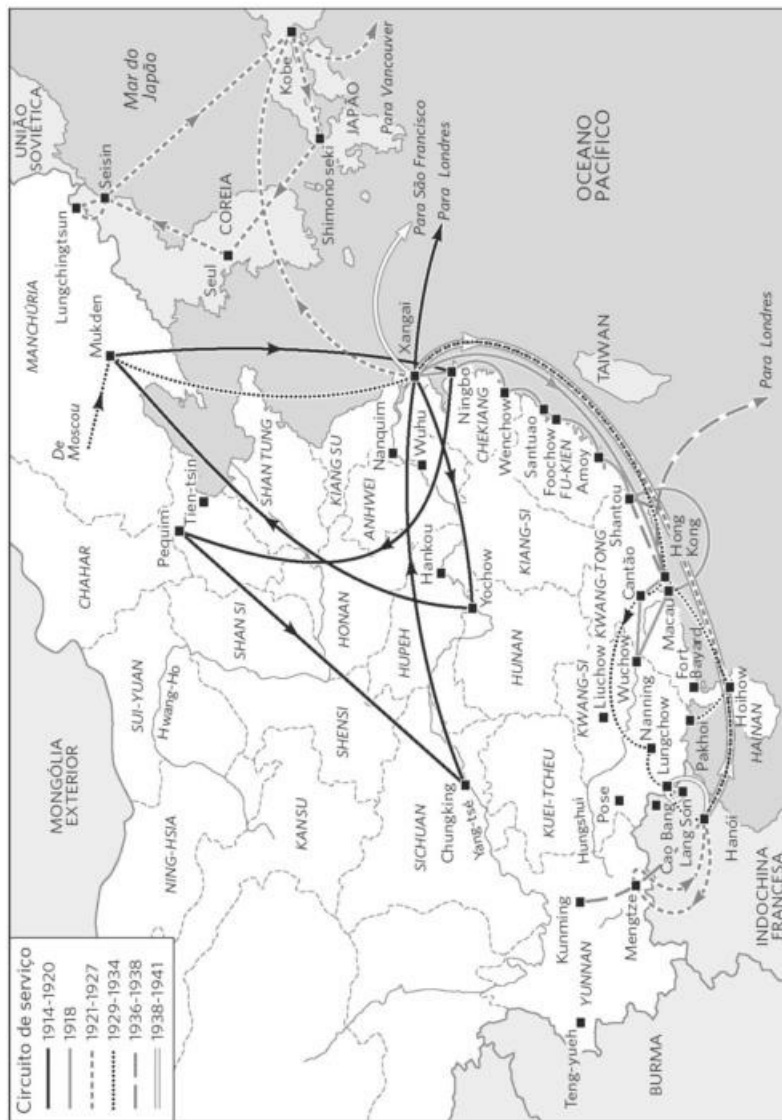 Circuito de serviço
1914-1920
1918
1921-1927
1929-1934
1936-1938
1938-1941
MONGÓLIA
EXTERIOR
UNIÃO
SOVIÉTICA
CHAHAR
MANCHÚRIA
De
Moscou
Mukden
Lungchingtsun
Seisin
Mar do
Japão
SUI-YUAN
Hwang-Ho
NING-HSIA
Pequim
Tien-tsin
COREIA
Seul
Kobe
JAPÃO
Shimonoseki
Para Vancouver
KANSU
SHENSI
SHAN SI
SHAN TUNG
HONAN
KIANG SU
ANHWEI
Nanquim
Wuhu
Xangai
Para São Francisco
Para Londres
SICHUAN
Chungking
Yang-tsè
HUPEH
Hankou
Yochow
Ningbo
CHEKIANG
Wenchow
Santuao
Foochow
FU-KIEN
Amoy
TAIWAN
OCEANO
PACÍFICO
KUEI-TCHEU
HUNAN
KIANG-SI
Kunming
YUNNAN
Teng-yueh
Mengtze
Hungshui
Pose
KWANG-SI
Liuchow
KWANG-TONG
Shantou
Nanning
Wuchow
Cantão
Hong
Kong
Macau
Cao Bang
Lungchow
Lang Són
Pakhoi
Fort
Bayard
Para Londres
BURMA
Hanói
INDOCHINA
FRANCESA
Hoihow
HAINAN